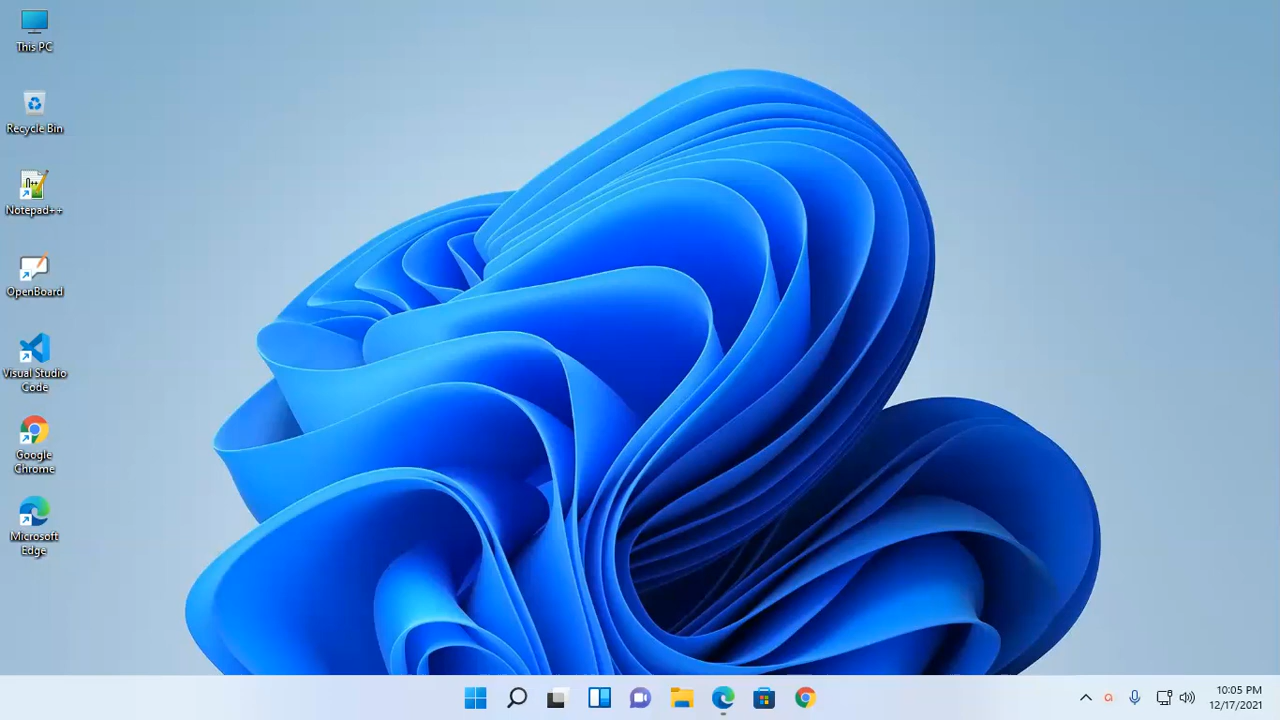 This PC
Recycle Bin
Notepad++
OpenBoard
Visual Studio
Code
Google
Chrome
Microsoft
Edge
10:05 PM
12/17/2021